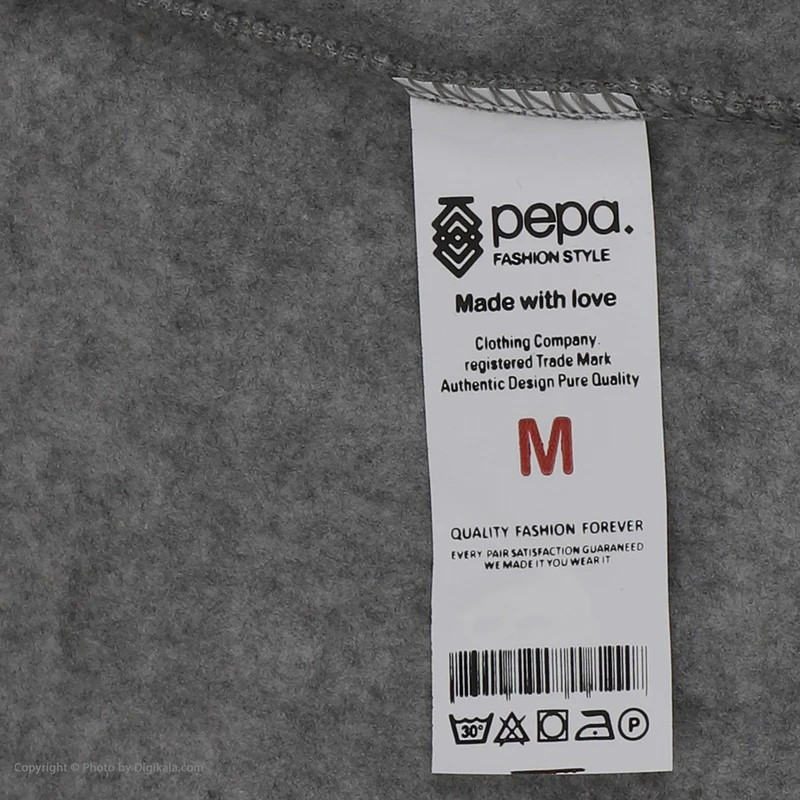 pepa.
FASHION STYLE
Made with love
Clothing Company.
registered Trade Mark
Authentic Design Pure Quality
M
QUALITY FASHION FOREVER
EVERY PAIR SATISFACTION GUARANEED
WE MADE IT YOU WEAR IT
30° P
Copyright © Photo by Digikala.com